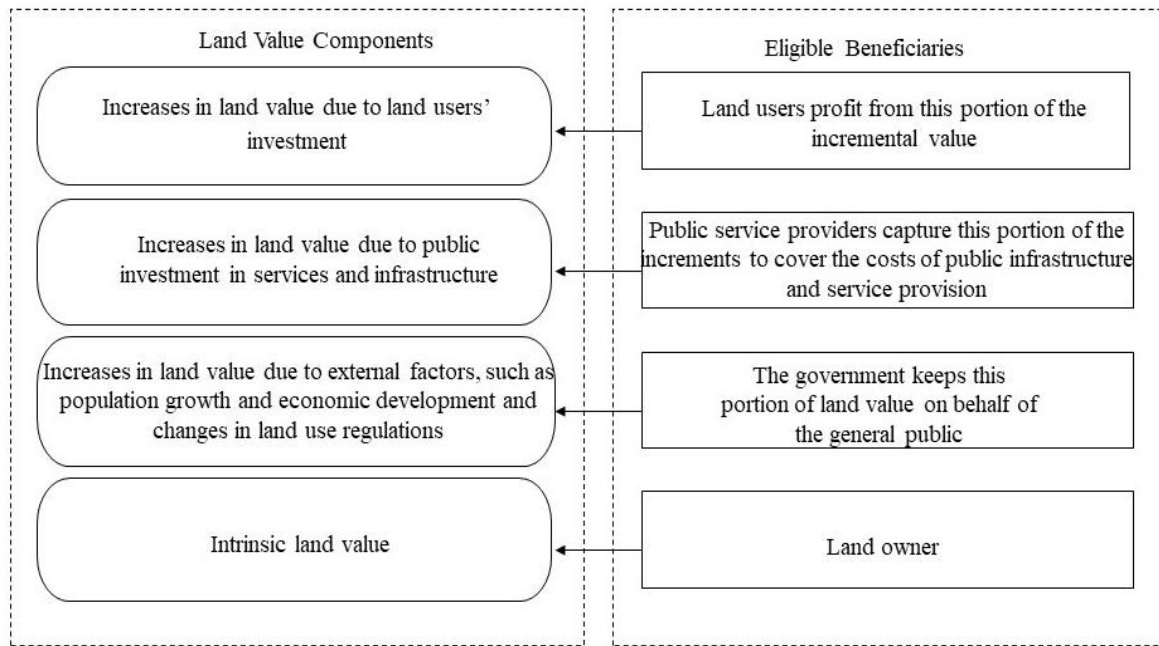 Land Value Components
Increases in land value due to land users’
investment
Increases in land value due to public
investment in services and infrastructure
Increases in land value due to external factors, such as
population growth and economic development and
changes in land use regulations
Intrinsic land value
Eligible Beneficiaries
Land users profit from this portion of the
incremental value
Public service providers capture this portion of the
increments to cover the costs of public infrastructure
and service provision
The government keeps this
portion of land value on behalf of
the general public
Land owner